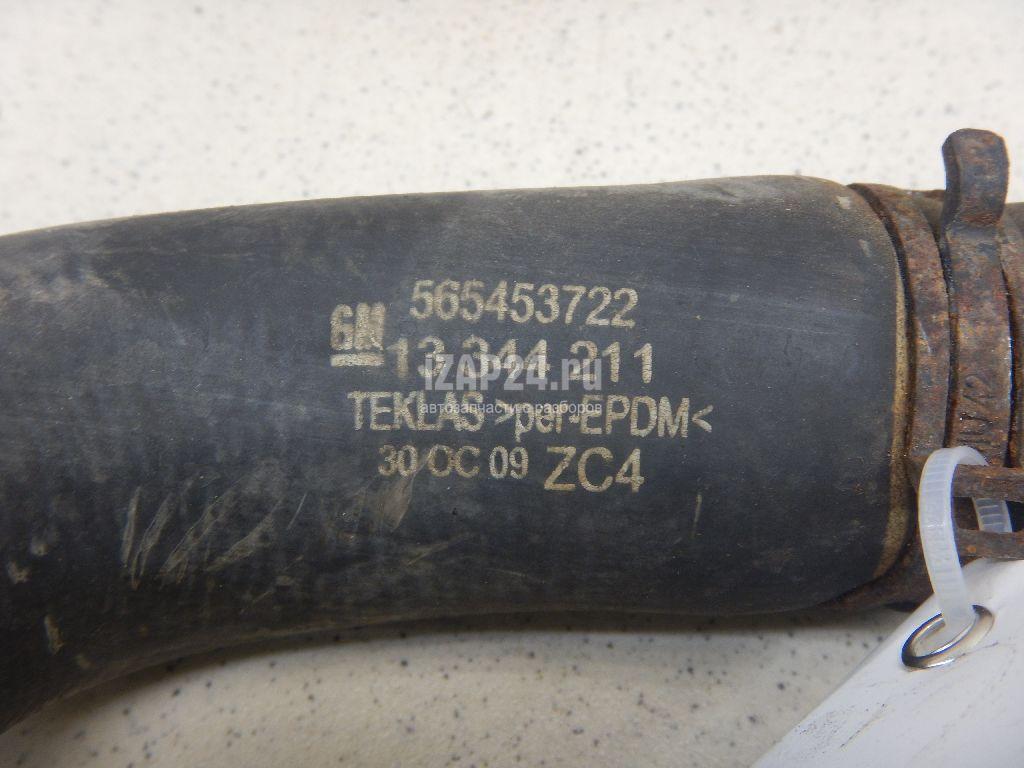 GM 565453722
13 344 211
IZAP24.ru
TEKLAS >per-EPDM<
автозапчасти с разборов
30 OC 09 ZC4